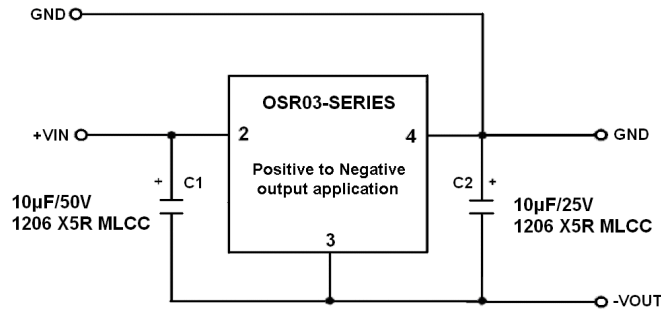 GND
OSR03-SERIES
+VIN
2
4
GND
Positive to Negative
output application
+ C1
C2 +
10µF/50V
1206 X5R MLCC
10µF/25V
1206 X5R MLCC
3
-VOUT